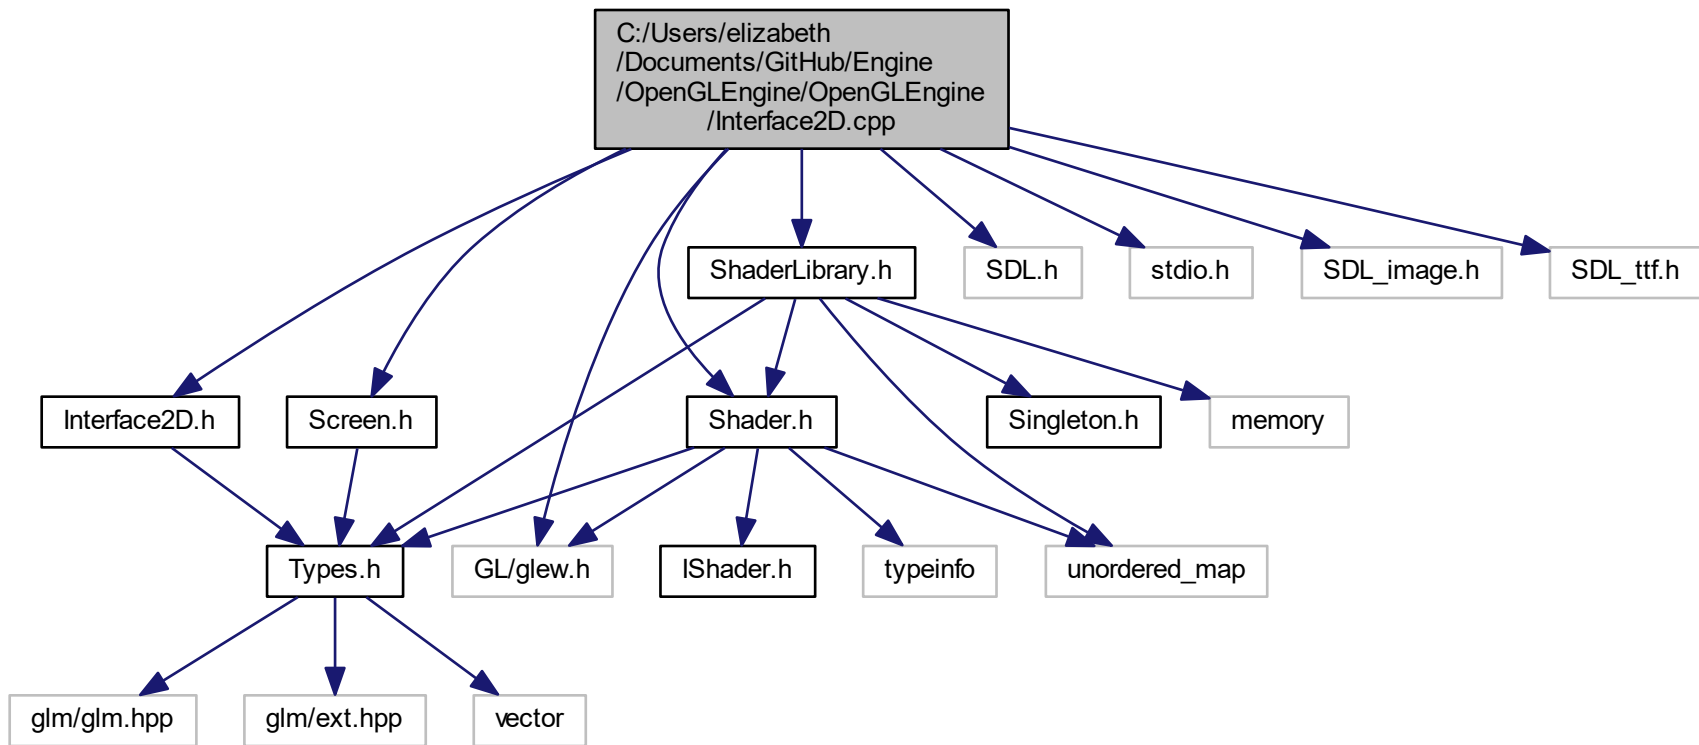 C:/Users/elizabeth
/Documents/GitHub/Engine
/OpenGLEngine/OpenGLEngine
/Interface2D.cpp
ShaderLibrary.h
SDL.h
stdio.h
SDL_image.h
SDL_ttf.h
Interface2D.h
Screen.h
Shader.h
Singleton.h
memory
Types.h
GL/glew.h
IShader.h
typeinfo
unordered_map
glm/glm.hpp
glm/ext.hpp
vector